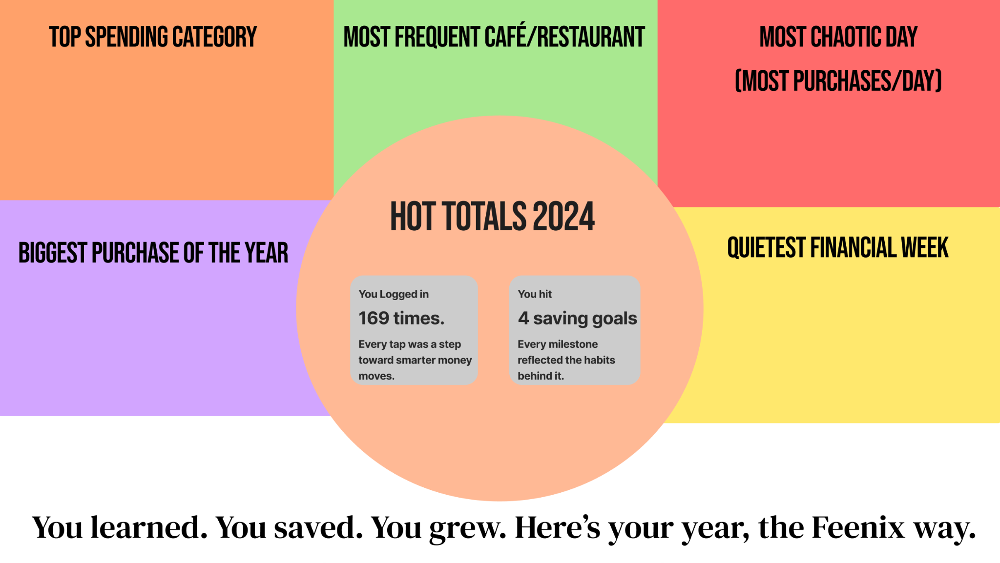 TOP SPENDING CATEGORY
MOST FREQUENT CAFÉ/RESTAURANT
MOST CHAOTIC DAY
(MOST PURCHASES/DAY)
HOT TOTALS 2024
BIGGEST PURCHASE OF THE YEAR
QUIETEST FINANCIAL WEEK
You Logged in
169 times.
Every tap was a step
toward smarter money
moves.
You hit
4 saving goals
Every milestone
reflected the habits
behind it.
You learned. You saved. You grew. Here’s your year, the Feenix way.